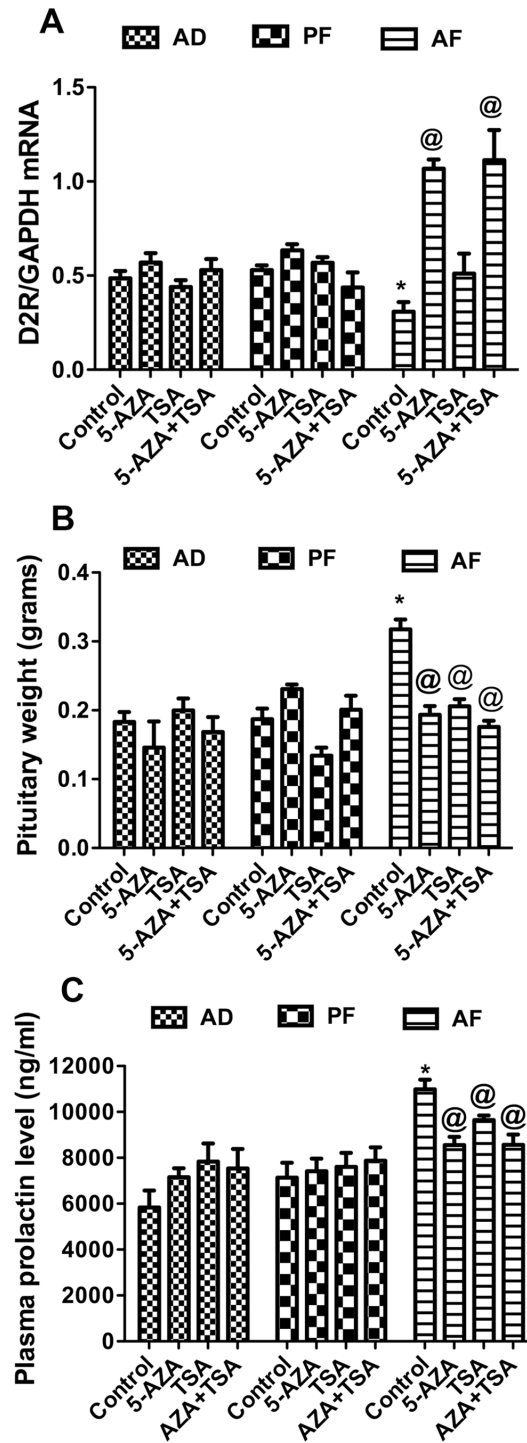 A
AD PF AF
D2R/GAPDH mRNA
1.5
1.0
0.5
0.0
@ @
*
Control 5-AZA TSA 5-AZA+TSA Control 5-AZA TSA 5-AZA+TSA Control 5-AZA TSA 5-AZA+TSA
B
AD PF AF
Pituitary weight (grams)
0.4
0.3
0.2
0.1
0.0
*
@ @ @
Control 5-AZA TSA 5-AZA+TSA Control 5-AZA TSA 5-AZA+TSA Control 5-AZA TSA 5-AZA+TSA
C
AD PF AF
Plasma prolactin level (ng/ml)
12000
10000
8000
6000
4000
2000
0
*
@ @ @
Control 5-AZA TSA AZA+TSA Control 5-AZA TSA AZA+TSA Control 5-AZA TSA AZA+TSA